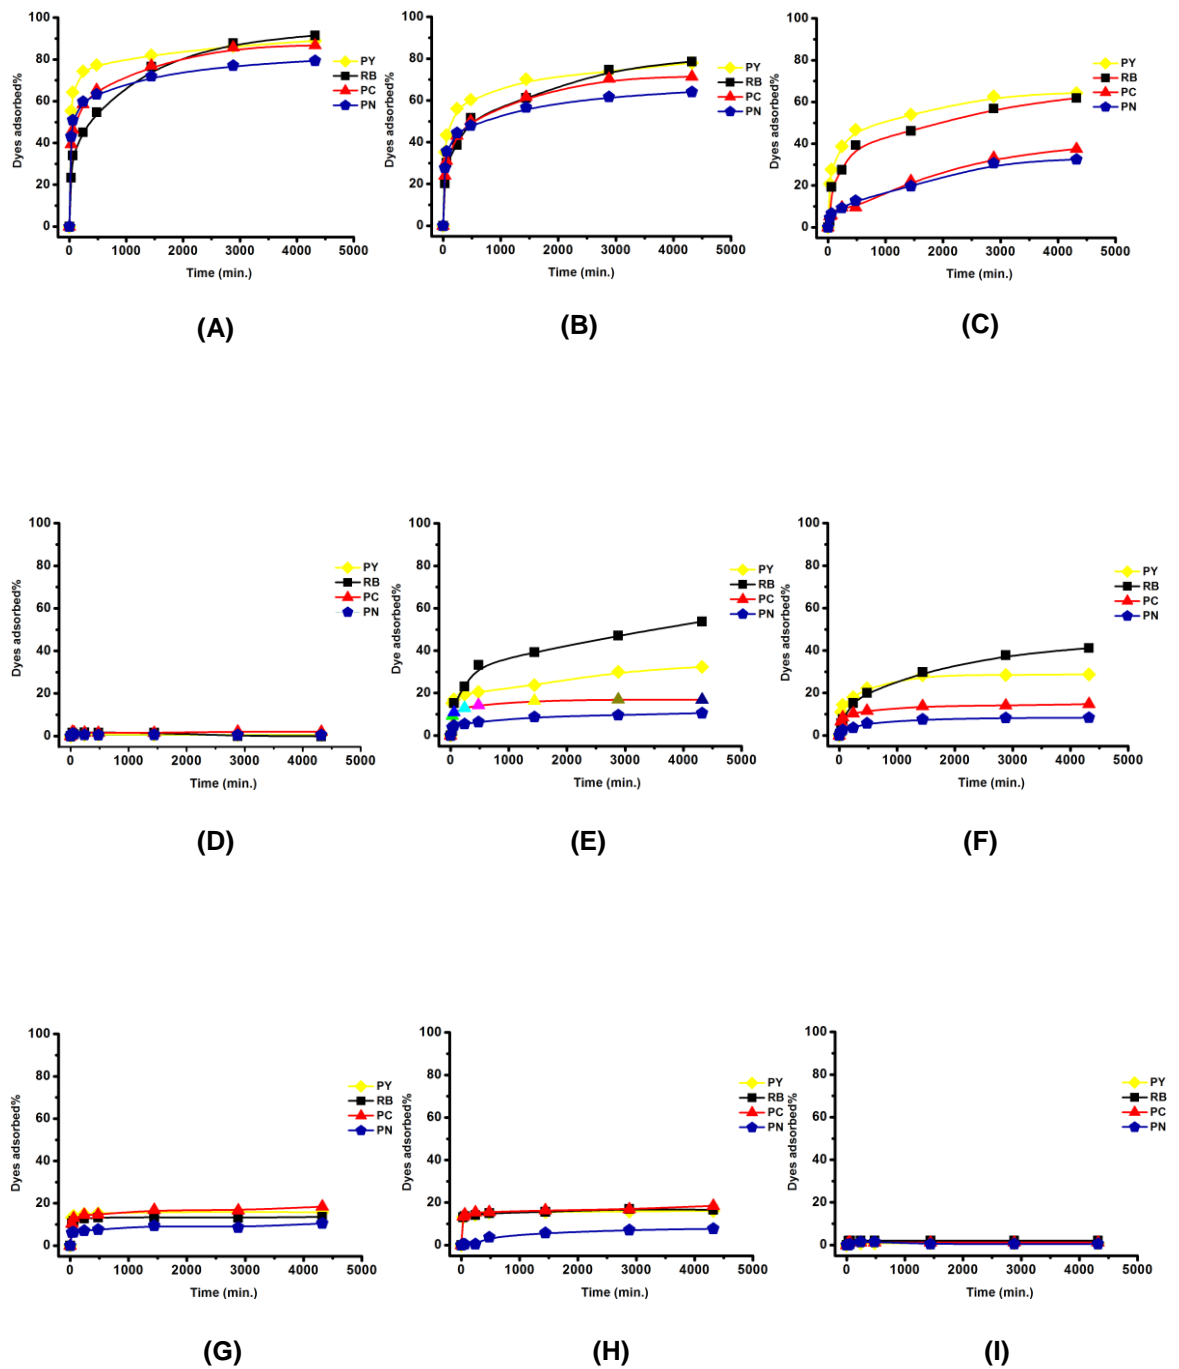 Dyes adsorbed%
100
80
60
40
20
0
0 1000 2000 3000 4000 5000
Time (min.)
PY
RB
PC
PN
(A)
Dyes adsorbed%
100
80
60
40
20
0
0 1000 2000 3000 4000 5000
Time (min.)
PY
RB
PC
PN
(B)
Dyes adsorbed%
100
80
60
40
20
0
0 1000 2000 3000 4000 5000
Time (min.)
PY
RB
PC
PN
(C)
Dyes adsorbed%
100
80
60
40
20
0
0 1000 2000 3000 4000 5000
Time (min.)
PY
RB
PC
PN
(D)
Dye adsorbed%
100
80
60
40
20
0
0 1000 2000 3000 4000 5000
Time (min.)
PY
RB
PC
PN
(E)
Dyes adsorbed%
100
80
60
40
20
0
0 1000 2000 3000 4000 5000
Time (min.)
PY
RB
PC
PN
(F)
Dyes adsorbed%
100
80
60
40
20
0
0 1000 2000 3000 4000 5000
Time (min.)
PY
RB
PC
PN
(G)
Dyes adsorbed%
100
80
60
40
20
0
0 1000 2000 3000 4000 5000
Time (min.)
PY
RB
PC
PN
(H)
Dyes adsorbed%
100
80
60
40
20
0
0 1000 2000 3000 4000 5000
Time (min.)
PY
RB
PC
PN
(I)